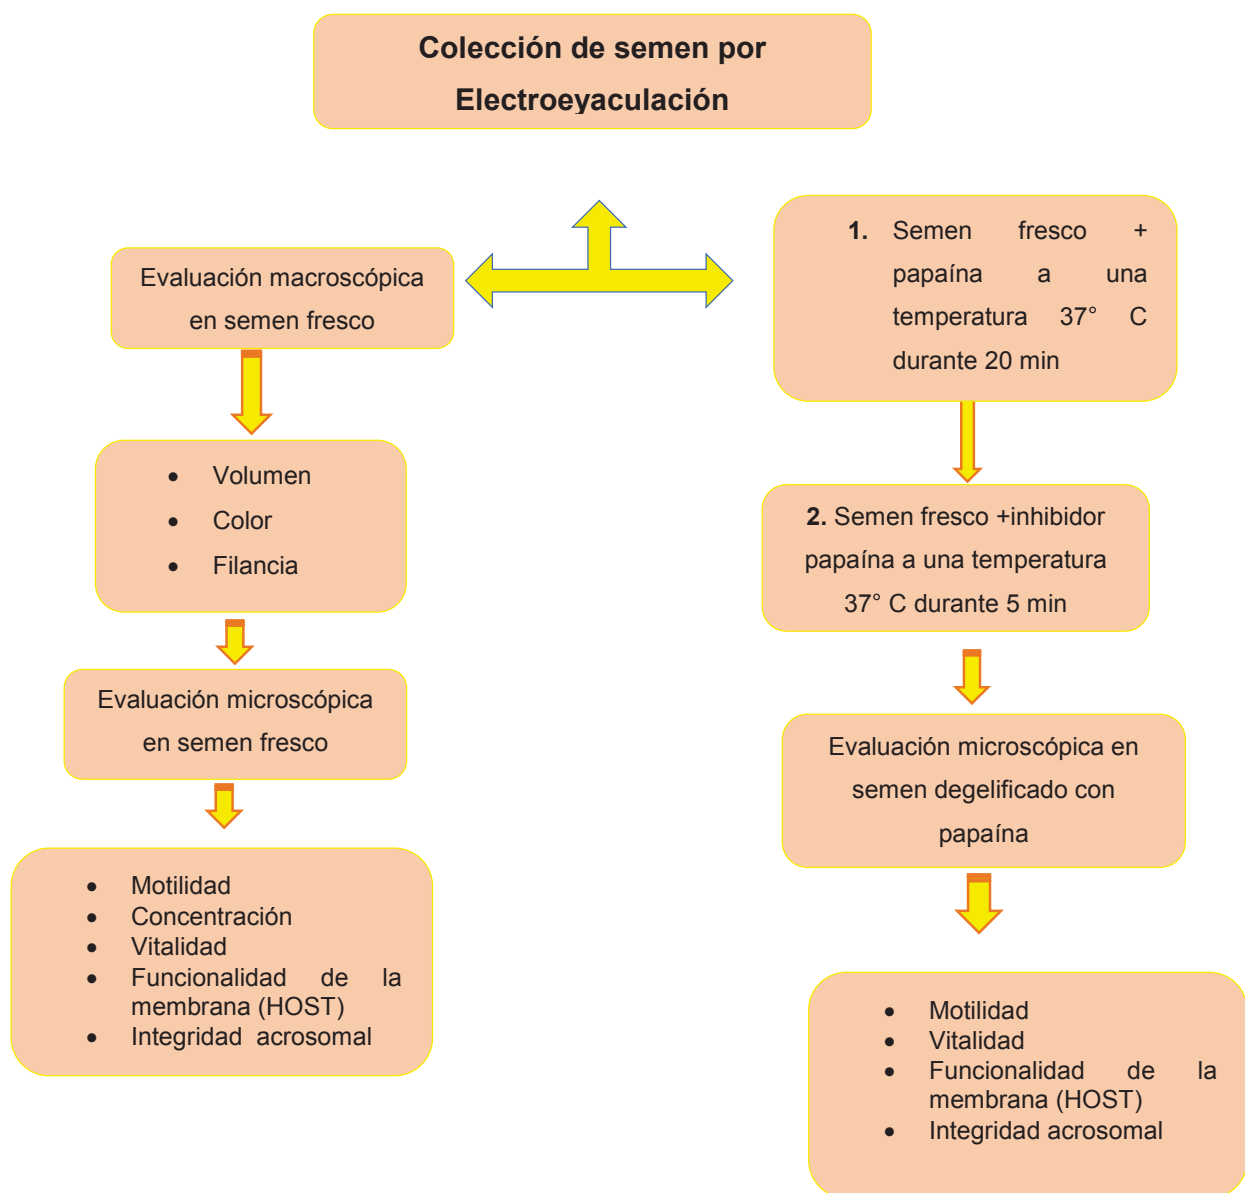 Colección de semen por
Electroeyaculación
Evaluación macroscópica
en semen fresco
• Volumen
• Color
• Filancia
Evaluación microscópica
en semen fresco
• Motilidad
• Concentración
• Vitalidad
• Funcionalidad de la
membrana (HOST)
• Integridad acrosomal
1. Semen fresco +
papaína a una
temperatura 37° C
durante 20 min
2. Semen fresco +inhibidor
papaína a una temperatura
37° C durante 5 min
Evaluación microscópica en
semen degelificado con
papaína
• Motilidad
• Vitalidad
• Funcionalidad de la
membrana (HOST)
• Integridad acrosomal